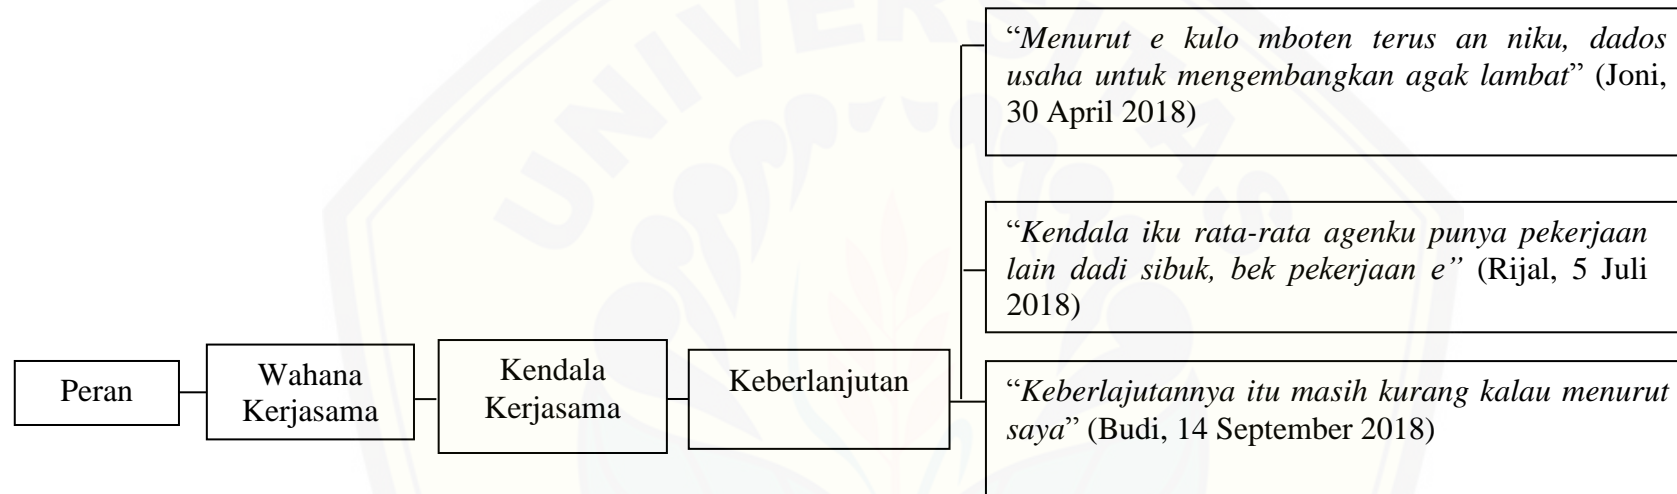 UNIVERSITAS
“Menurut e kulo mboten terus an niku, dados
usaha untuk mengembangkan agak lambat” (Joni,
30 April 2018)
“Kendala iku rata-rata agenku punya pekerjaan
lain dadi sibuk, bek pekerjaan e” (Rijal, 5 Juli
2018)
Peran
Wahana
Kerjasama
Kendala
Kerjasama
Keberlanjutan
“Keberlajutannya itu masih kurang kalau menurut
saya” (Budi, 14 September 2018)